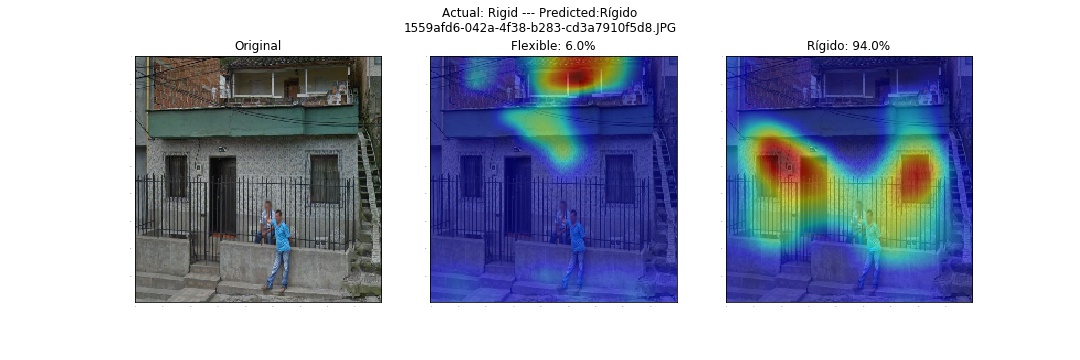 Actual: Rigid --- Predicted:Rígido
1559afd6-042a-4f38-b283-cd3a7910f5d8.JPG
Original
Flexible: 6.0%
Rígido: 94.0%